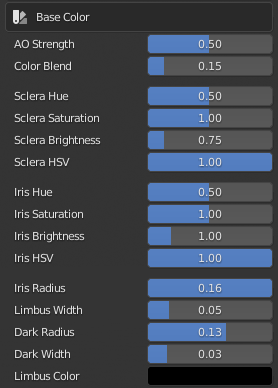 Base Color
AO Strength 0.50
Color Blend 0.15
Sclera Hue 0.50
Sclera Saturation 1.00
Sclera Brightness 0.75
Sclera HSV 1.00
Iris Hue 0.50
Iris Saturation 1.00
Iris Brightness 1.00
Iris HSV 1.00
Iris Radius 0.16
Limbus Width 0.05
Dark Radius 0.13
Dark Width 0.03
Limbus Color